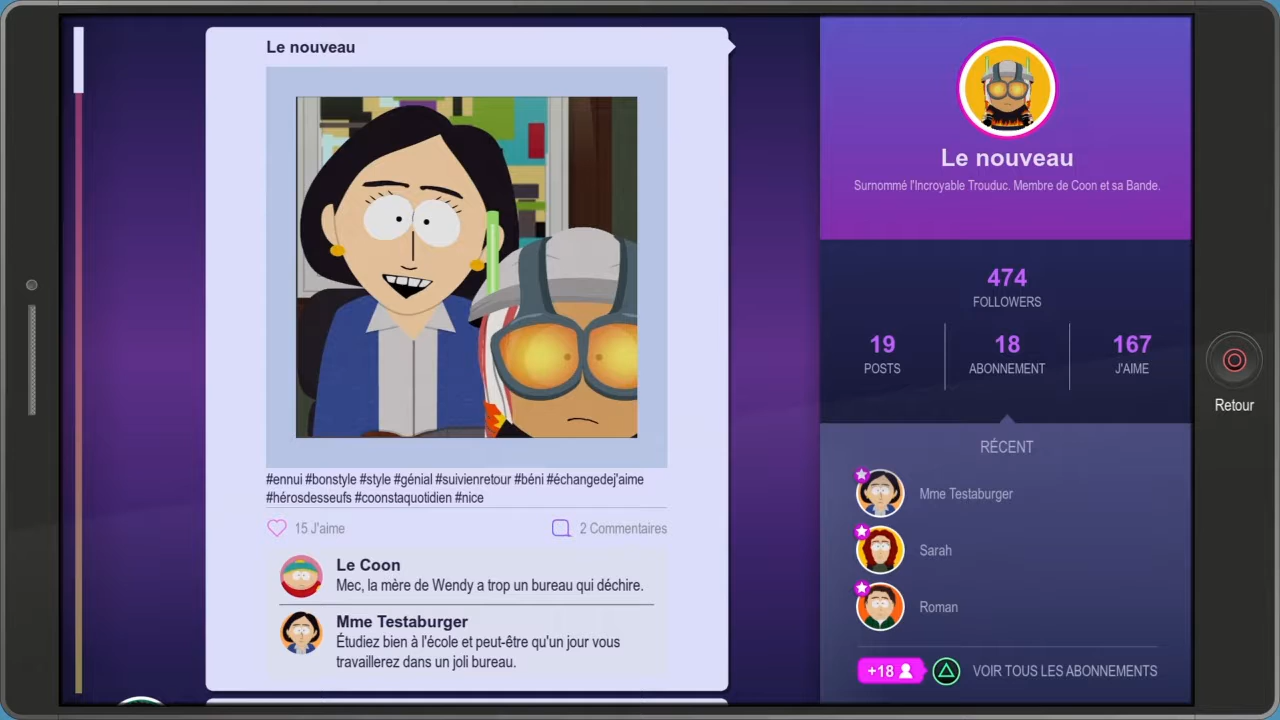 Le nouveau
#ennui #bonstyle #style #génial #suivienretour #béni #échangedej'aime
#hérosdesseufs #coonstaquotidien #nice
15 J'aime
2 Commentaires
Le Coon
Mec, la mère de Wendy a trop un bureau qui déchire.
Mme Testaburger
Étudiez bien à l'école et peut-être qu'un jour vous
travaillerez dans un joli bureau.
Le nouveau
Surnommé l'Incroyable Trouduc. Membre de Coon et sa Bande.
474
FOLLOWERS
19
POSTS
18
ABONNEMENT
167
J'AIME
RÉCENT
Mme Testaburger
Sarah
Roman
+18
VOIR TOUS LES ABONNEMENTS
Retour